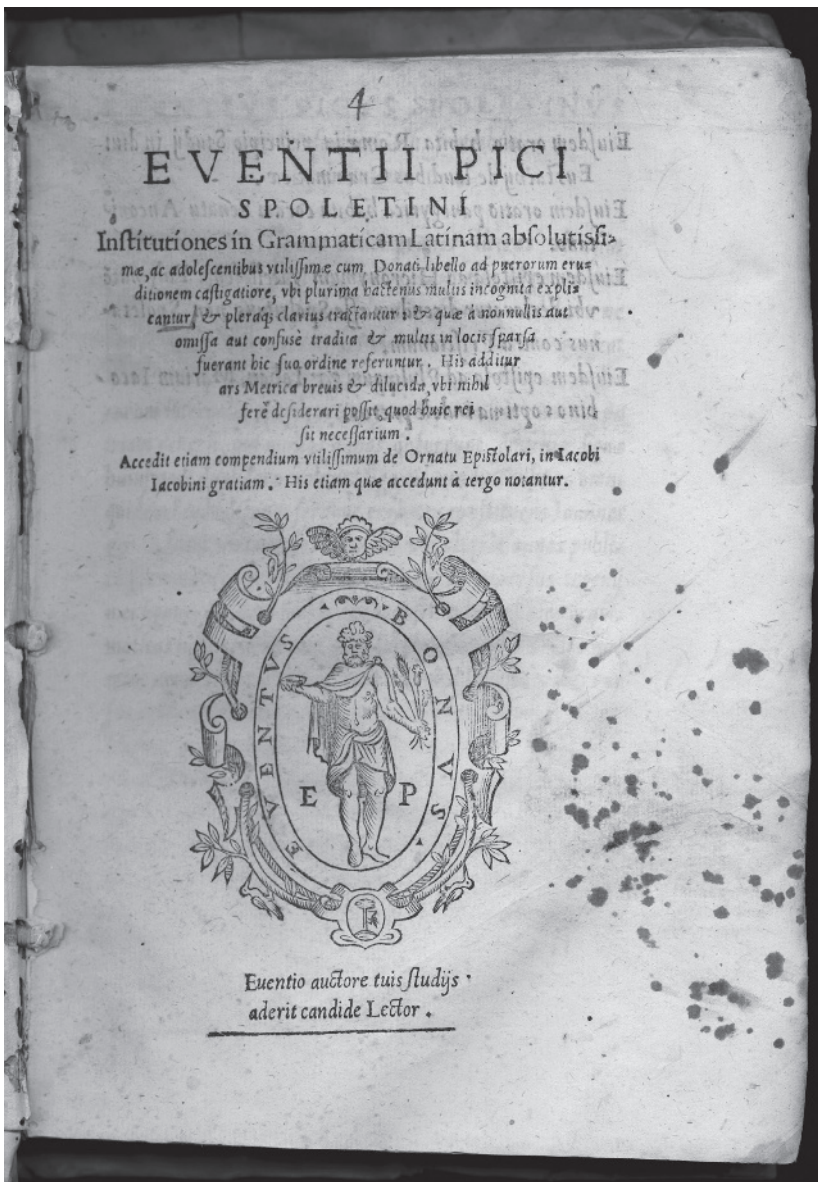 4
EVENTII PICI
SPOLETINI
Institutiones in Grammaticam Latinam absolutissi-
mæ, ac adolescentibus vtilissimæ cum Donati libello ad puerorum eru-
ditionem castigatiore, vbi plurima hactenus multis incognita expli-
cantur, & pleraq; clarius tractantur: & quæ à nonnullis aut
omissa aut confusè tradita & multis in locis sparsa
fuerant hic suo ordine referuntur. His additur
ars Metrica breuis & dilucida, vbi nihil
ferè desiderari possit, quod huic rei
sit necessarium.
Accedit etiam compendium vtilissimum de Ornatu Epistolari, in Iacobi
Iacobini gratiam. His etiam quæ accedunt à tergo notantur.
EVENTVS BONVS
E P
Euentio auctore tuis studijs
aderit candide Lector.